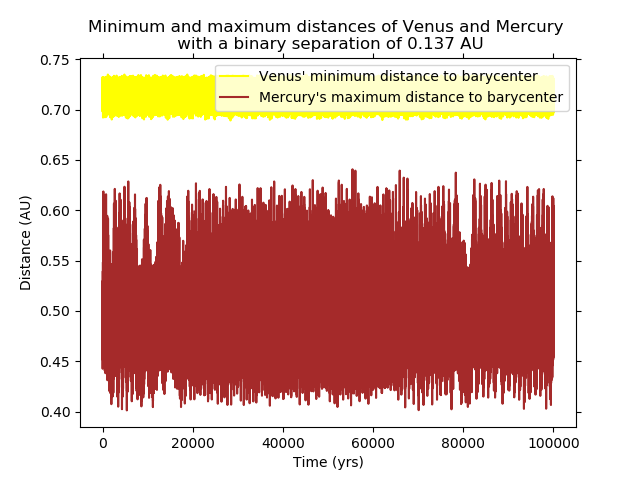 Minimum and maximum distances of Venus and Mercury
with a binary separation of 0.137 AU
Venus' minimum distance to barycenter
Mercury's maximum distance to barycenter
Distance (AU)
0.75
0.70
0.65
0.60
0.55
0.50
0.45
0.40
0
20000
40000
60000
80000
100000
Time (yrs)